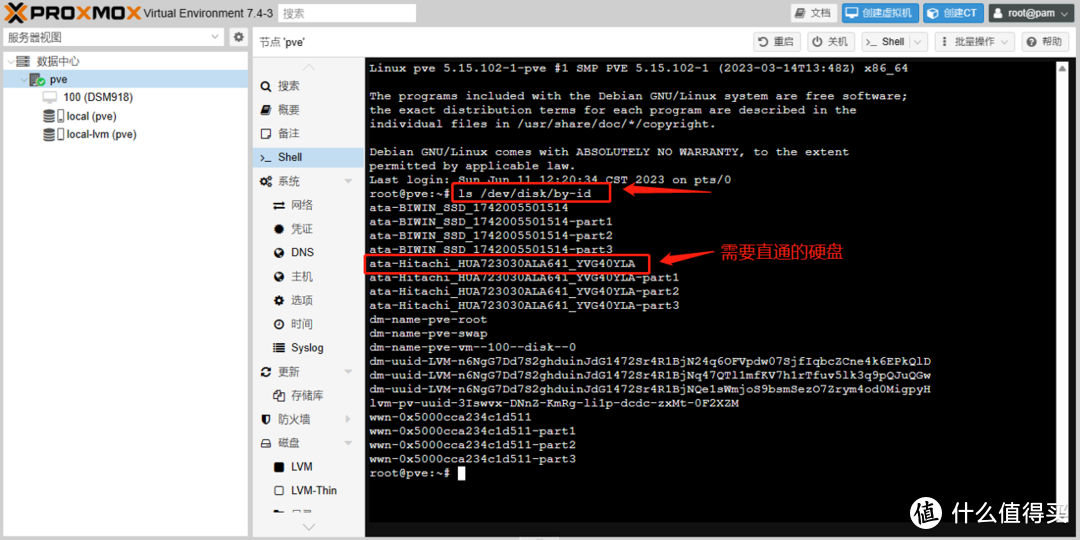 PROXMOX Virtual Environment 7.4-3 搜索 文档 创建虚拟机 创建CT root@pam
服务器视图
节点 'pve' 重启 关机 Shell 批量操作 帮助
数据中心
pve
100 (DSM918)
local (pve)
local-lvm (pve)
搜索
概要
备注
Shell
系统
网络
凭证
DNS
主机
选项
时间
Syslog
更新
存储库
防火墙
磁盘
LVM
LVM-Thin
Linux pve 5.15.102-1-pve #1 SMP PVE 5.15.102-1 (2023-03-14T13:48Z) x86_64
The programs included with the Debian GNU/Linux system are free software;
the exact distribution terms for each program are described in the
individual files in /usr/share/doc/*/copyright.
Debian GNU/Linux comes with ABSOLUTELY NO WARRANTY, to the extent
permitted by applicable law.
Last login: Sun Jun 11 12:20:34 CST 2023 on pts/0
root@pve:~# ls /dev/disk/by-id
ata-BIWIN_SSD_1742005501514
ata-BIWIN_SSD_1742005501514-part1
ata-BIWIN_SSD_1742005501514-part2
ata-BIWIN_SSD_1742005501514-part3
ata-Hitachi_HUA723030ALA641_YVG40YLA 需要直通的硬盘
ata-Hitachi_HUA723030ALA641_YVG40YLA-part1
ata-Hitachi_HUA723030ALA641_YVG40YLA-part2
ata-Hitachi_HUA723030ALA641_YVG40YLA-part3
dm-name-pve-root
dm-name-pve-swap
dm-name-pve-vm--100--disk--0
dm-uuid-LVM-n6NgG7Dd7S2ghduinJdG1472Sr4R1BjN24q6OFVpdw07SjfIqbcZCne4k6EPkQlD
dm-uuid-LVM-n6NgG7Dd7S2ghduinJdG1472Sr4R1BjNq47QTl1mfKV7h1rTfuv5lk3q9pQJuQGw
dm-uuid-LVM-n6NgG7Dd7S2ghduinJdG1472Sr4R1BjNQe1sWmjoS9bsmSezO7Zrym4od0MigpyH
lvm-pv-uuid-3Iswvx-DNnZ-KmRg-li1p-dcdc-zxMt-0F2XZM
wwn-0x5000cca234c1d511
wwn-0x5000cca234c1d511-part1
wwn-0x5000cca234c1d511-part2
wwn-0x5000cca234c1d511-part3
root@pve:~#
值 什么值得买